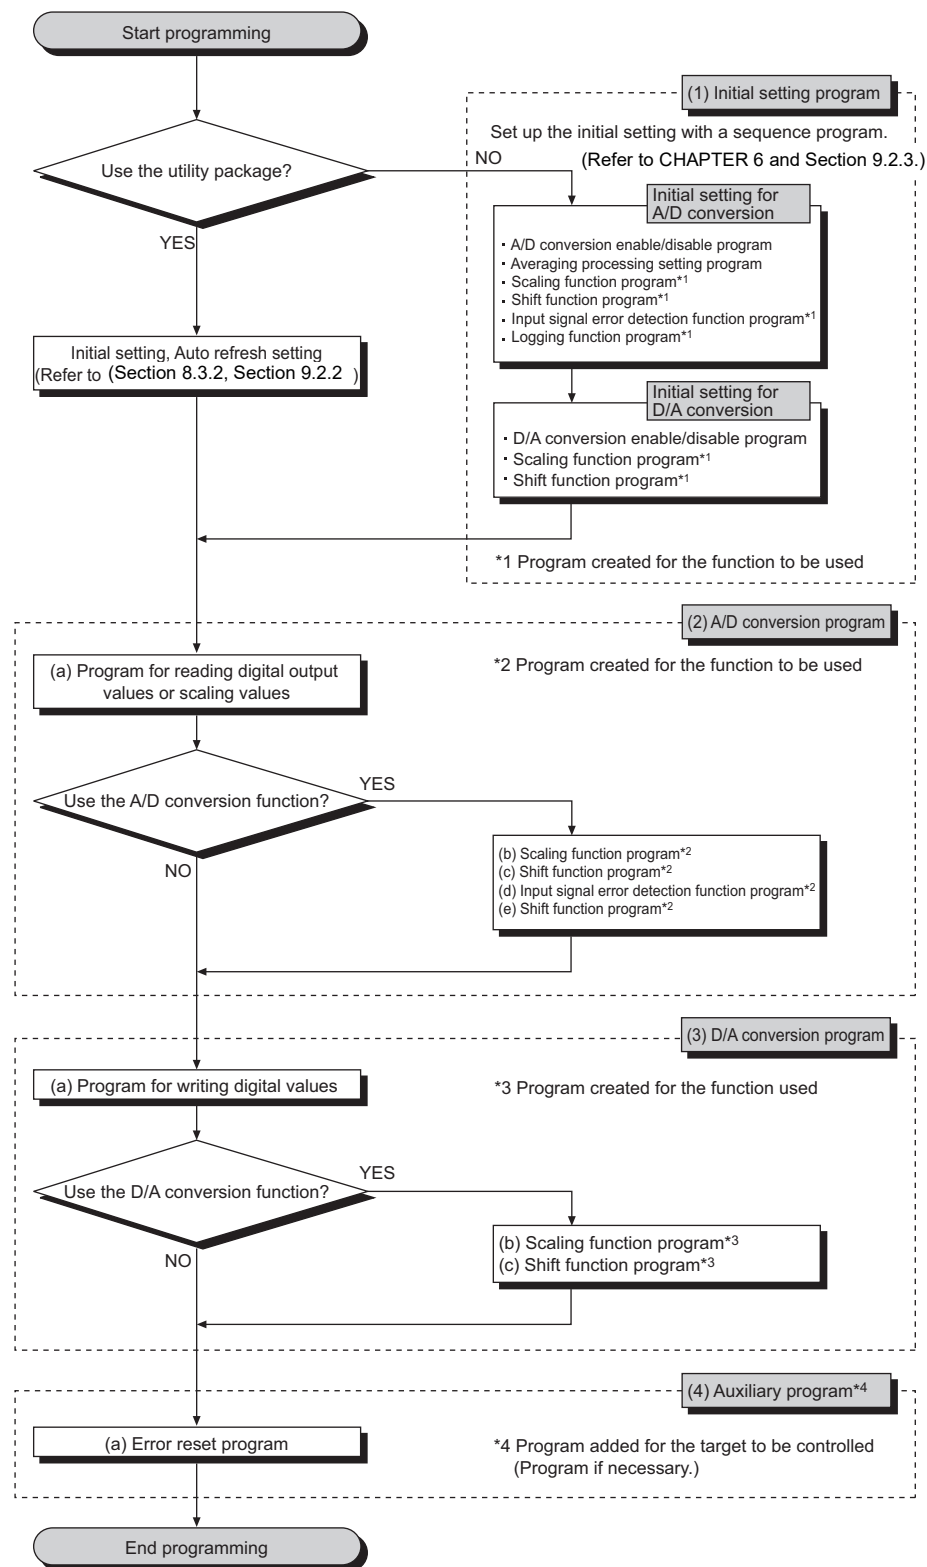 Start programming
(1) Initial setting program
Set up the initial setting with a sequence program.
(Refer to CHAPTER 6 and Section 9.2.3.)
Use the utility package?
NO
YES
Initial setting for
A/D conversion
· A/D conversion enable/disable program
· Averaging processing setting program
· Scaling function program*1
· Shift function program*1
· Input signal error detection function program*1
· Logging function program*1
Initial setting, Auto refresh setting
(Refer to (Section 8.3.2, Section 9.2.2 )
Initial setting for
D/A conversion
· D/A conversion enable/disable program
· Scaling function program*1
· Shift function program*1
*1 Program created for the function to be used
(2) A/D conversion program
(a) Program for reading digital output
values or scaling values
*2 Program created for the function to be used
Use the A/D conversion function?
YES
NO
(b) Scaling function program*2
(c) Shift function program*2
(d) Input signal error detection function program*2
(e) Shift function program*2
(3) D/A conversion program
(a) Program for writing digital values
*3 Program created for the function used
Use the D/A conversion function?
YES
NO
(b) Scaling function program*3
(c) Shift function program*3
(4) Auxiliary program*4
(a) Error reset program
*4 Program added for the target to be controlled
(Program if necessary.)
End programming